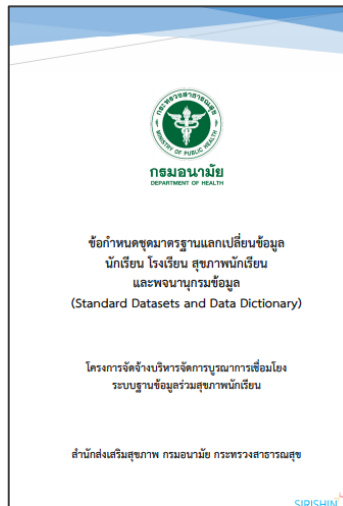 กระทรวงสาธารณสุข
MINISTRY OF PUBLIC HEALTH
กรมอนามัย
DEPARTMENT OF HEALTH
ข้อกำหนดชุดมาตรฐานแลกเปลี่ยนข้อมูล
นักเรียน โรงเรียน สุขภาพนักเรียน
และพจนานุกรมข้อมูล
(Standard Datasets and Data Dictionary)
โครงการจัดจ้างบริหารจัดการบูรณาการเชื่อมโยง
ระบบฐานข้อมูลร่วมสุขภาพนักเรียน
สำนักส่งเสริมสุขภาพ กรมอนามัย กระทรวงสาธารณสุข
SIRISHIN